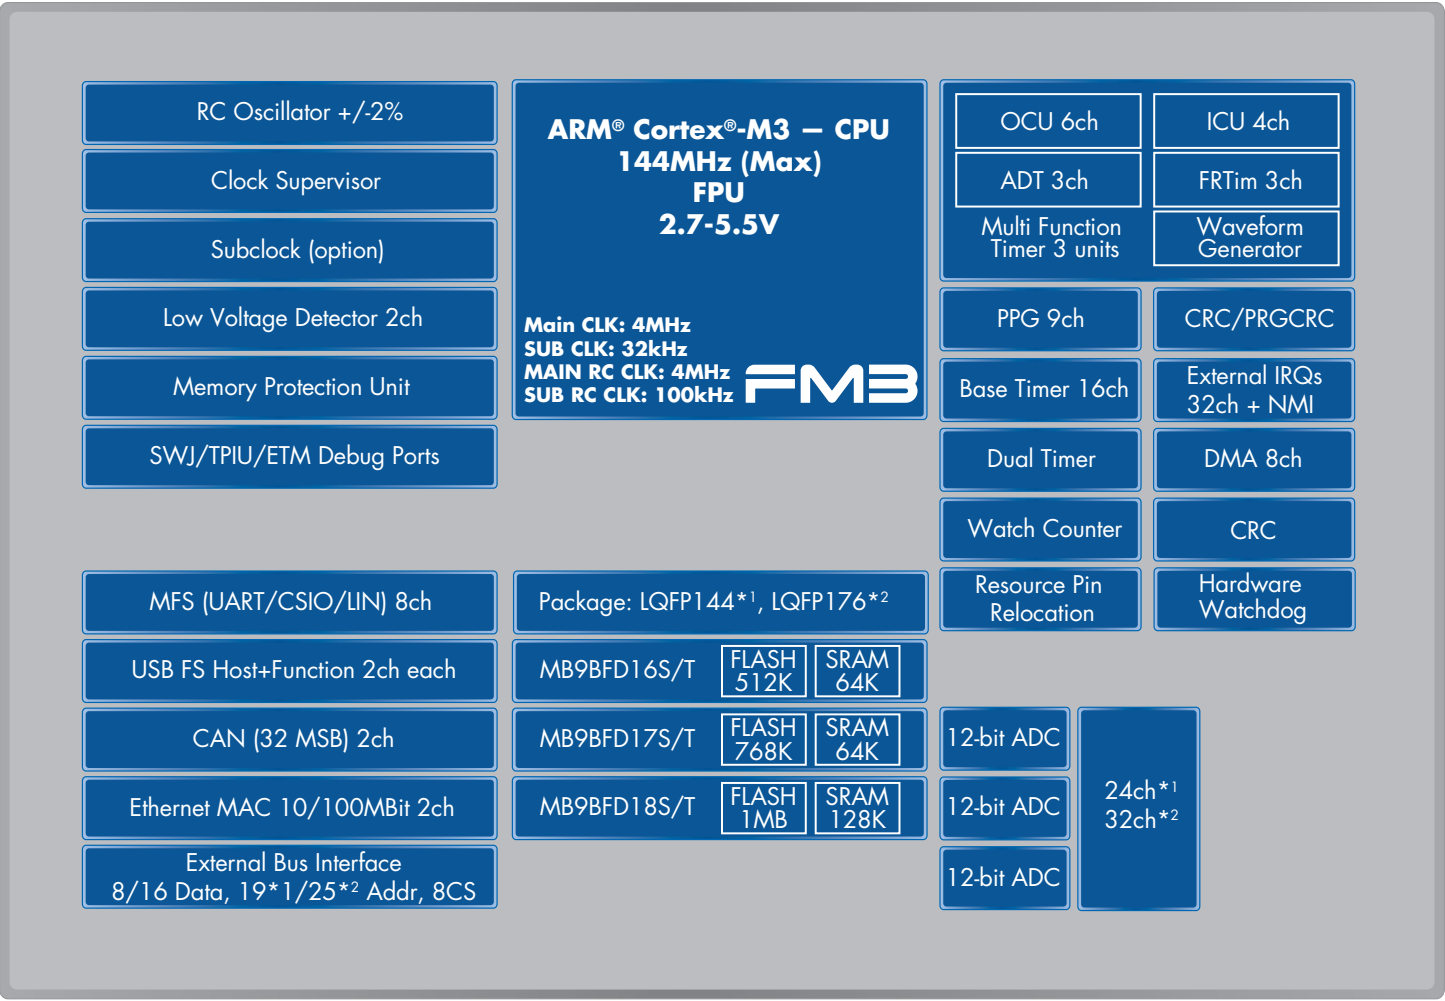 RC Oscillator +/-2%
Clock Supervisor
Subclock (option)
Low Voltage Detector 2ch
Memory Protection Unit
SWJ/TPIU/ETM Debug Ports
ARM® Cortex®-M3 – CPU
144MHz (Max)
FPU
2.7-5.5V
Main CLK: 4MHz
SUB CLK: 32kHz
MAIN RC CLK: 4MHz
SUB RC CLK: 100kHz
FM3
OCU 6ch
ICU 4ch
ADT 3ch
FRTim 3ch
Multi Function
Timer 3 units
Waveform
Generator
PPG 9ch
CRC/PRGCRC
Base Timer 16ch
External IRQs
32ch + NMI
Dual Timer
DMA 8ch
Watch Counter
CRC
Resource Pin
Relocation
Hardware
Watchdog
MFS (UART/CSIO/LIN) 8ch
USB FS Host+Function 2ch each
CAN (32 MSB) 2ch
Ethernet MAC 10/100MBit 2ch
External Bus Interface
8/16 Data, 19*1/25*² Addr, 8CS
Package: LQFP144*¹, LQFP176*²
MB9BFD16S/T
FLASH
512K
SRAM
64K
MB9BFD17S/T
FLASH
768K
SRAM
64K
MB9BFD18S/T
FLASH
1MB
SRAM
128K
12-bit ADC
12-bit ADC
12-bit ADC
24ch*¹
32ch*²